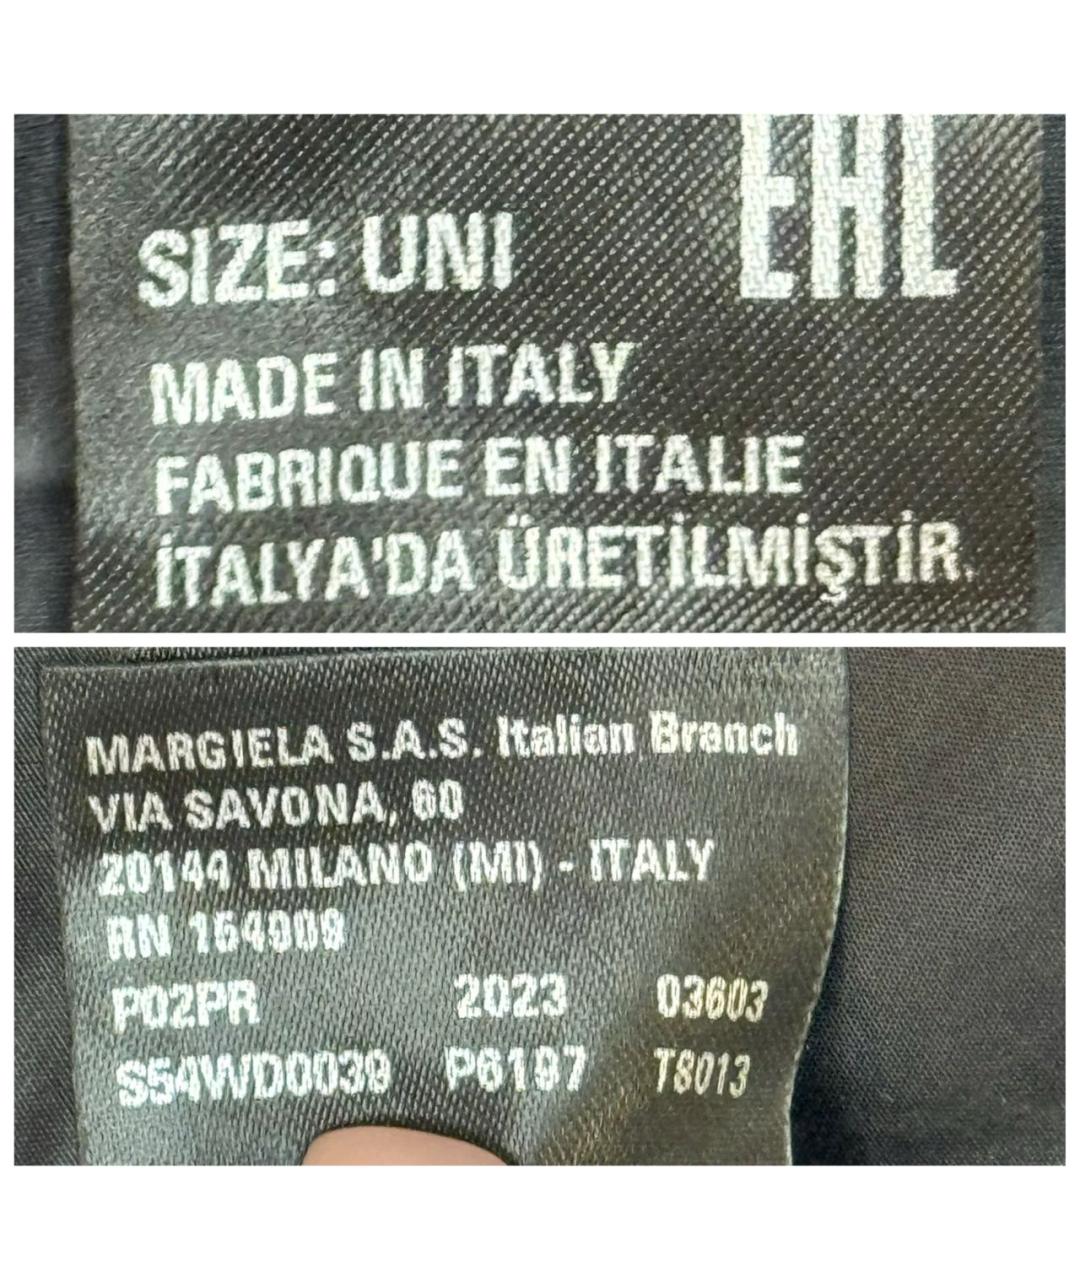 EAC
SIZE: UNI
MADE IN ITALY
FABRIQUE EN ITALIE
İTALYA'DA ÜRETİLMİŞTİR.
MARGIELA S.A.S. Italian Branch
VIA SAVONA, 60
20144 MILANO (MI) - ITALY
RN 154909
P02PR 2023 03603
S54WD0039 P6197 T8013